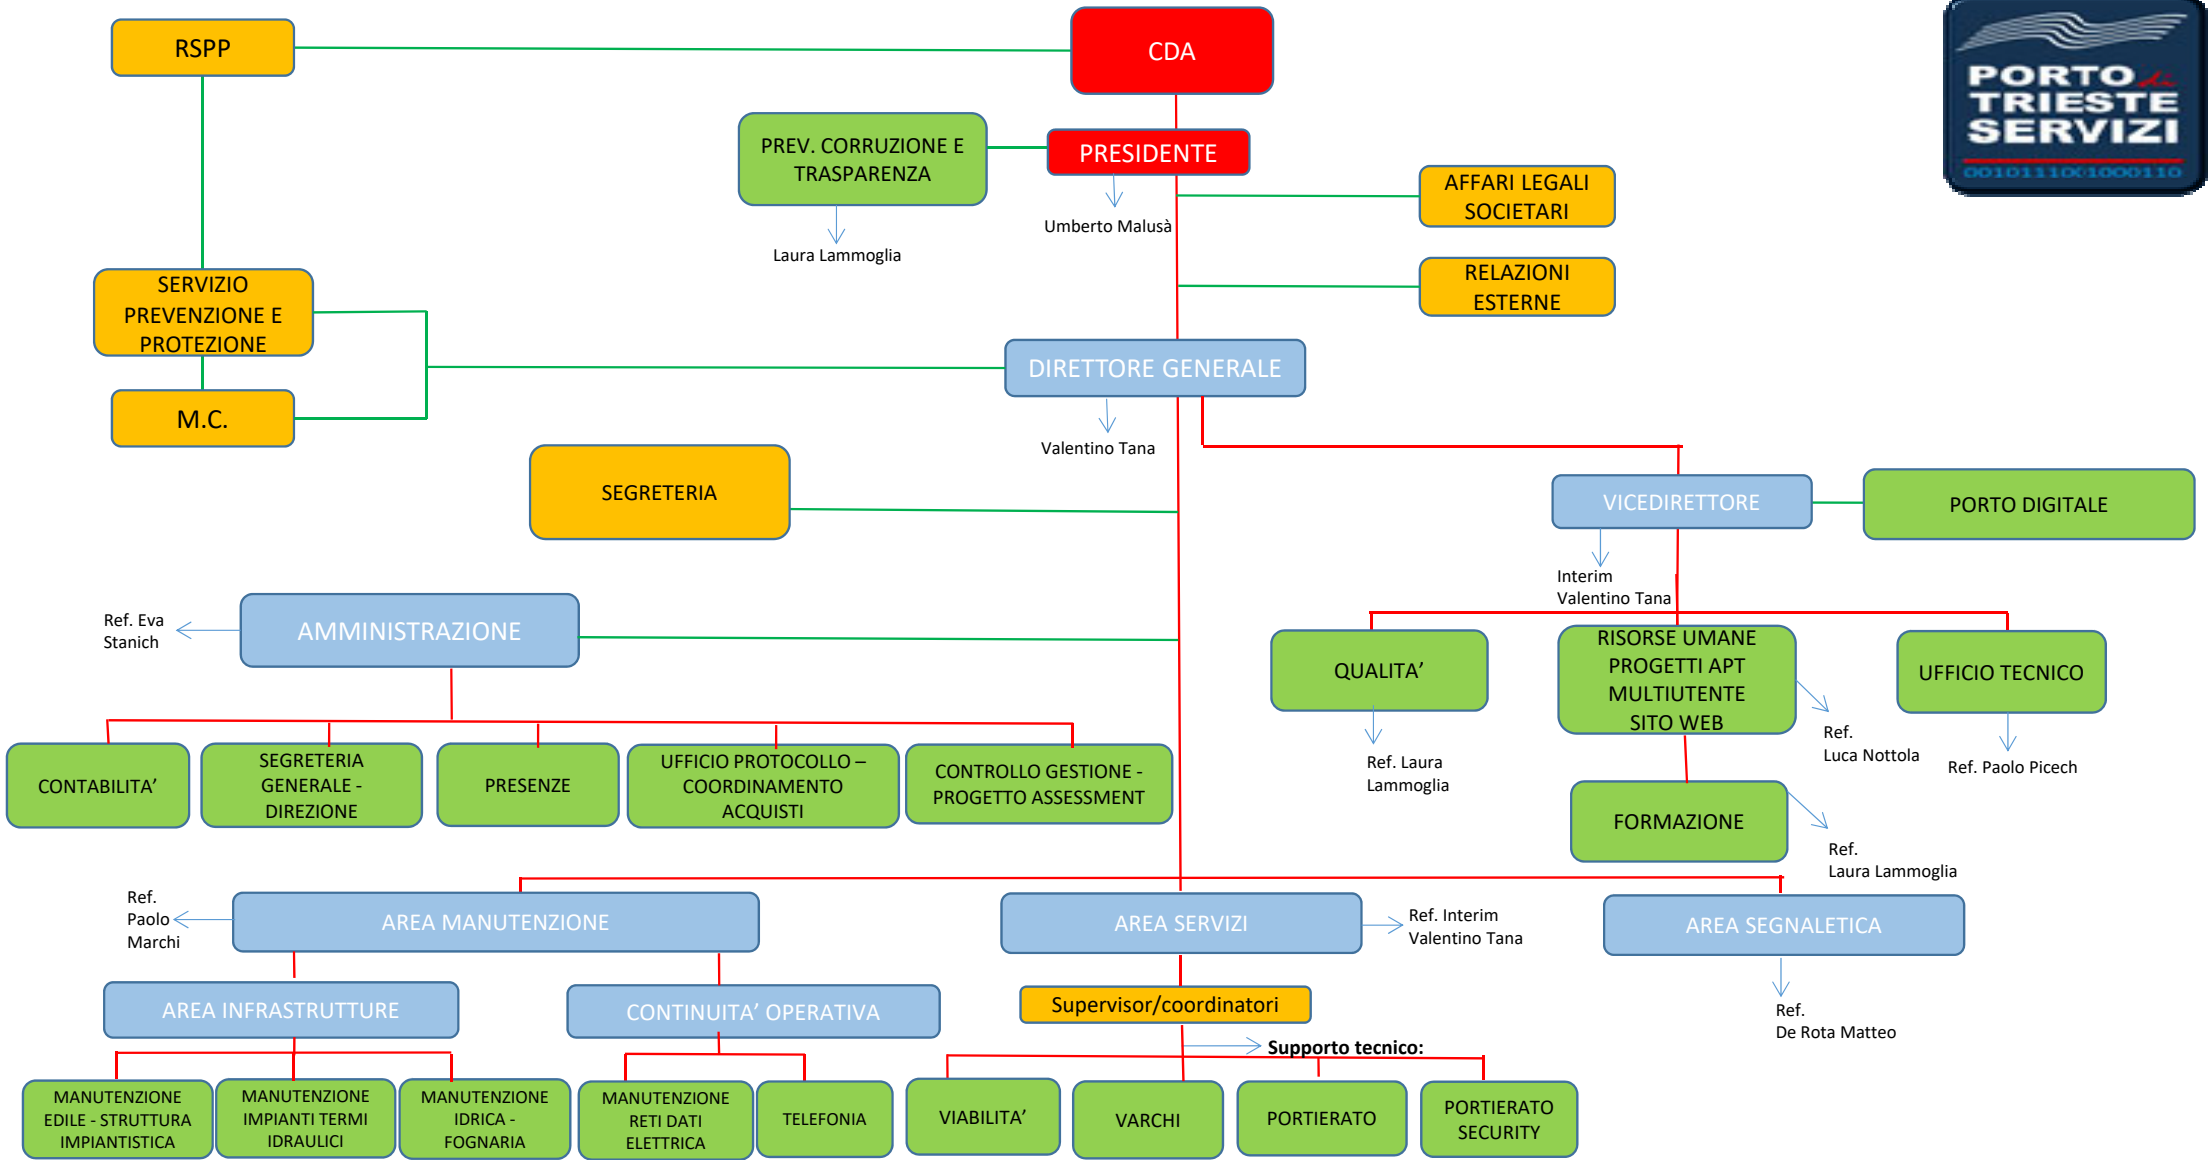 RSPP
CDA
PORTO di
TRIESTE
SERVIZI
0010111001000110
PREV. CORRUZIONE E
TRASPARENZA
PRESIDENTE
AFFARI LEGALI
SOCIETARI
Umberto Malusà
Laura Lammoglia
RELAZIONI
ESTERNE
SERVIZIO
PREVENZIONE E
PROTEZIONE
DIRETTORE GENERALE
M.C.
Valentino Tana
SEGRETERIA
VICEDIRETTORE
PORTO DIGITALE
Interim
Valentino Tana
Ref. Eva
Stanich
AMMINISTRAZIONE
QUALITA’
RISORSE UMANE
PROGETTI APT
MULTIUTENTE
SITO WEB
UFFICIO TECNICO
Ref.
Luca Nottola
Ref. Paolo Picech
Ref. Laura
Lammoglia
CONTABILITA’
SEGRETERIA
GENERALE -
DIREZIONE
PRESENZE
UFFICIO PROTOCOLLO –
COORDINAMENTO
ACQUISTI
CONTROLLO GESTIONE -
PROGETTO ASSESSMENT
FORMAZIONE
Ref.
Laura Lammoglia
Ref.
Paolo
Marchi
AREA MANUTENZIONE
AREA SERVIZI
Ref. Interim
Valentino Tana
AREA SEGNALETICA
AREA INFRASTRUTTURE
CONTINUITA’ OPERATIVA
Supervisor/coordinatori
Ref.
De Rota Matteo
Supporto tecnico:
MANUTENZIONE
EDILE - STRUTTURA
IMPIANTISTICA
MANUTENZIONE
IMPIANTI TERMI
IDRAULICI
MANUTENZIONE
IDRICA -
FOGNARIA
MANUTENZIONE
RETI DATI
ELETTRICA
TELEFONIA
VIABILITA’
VARCHI
PORTIERATO
PORTIERATO
SECURITY